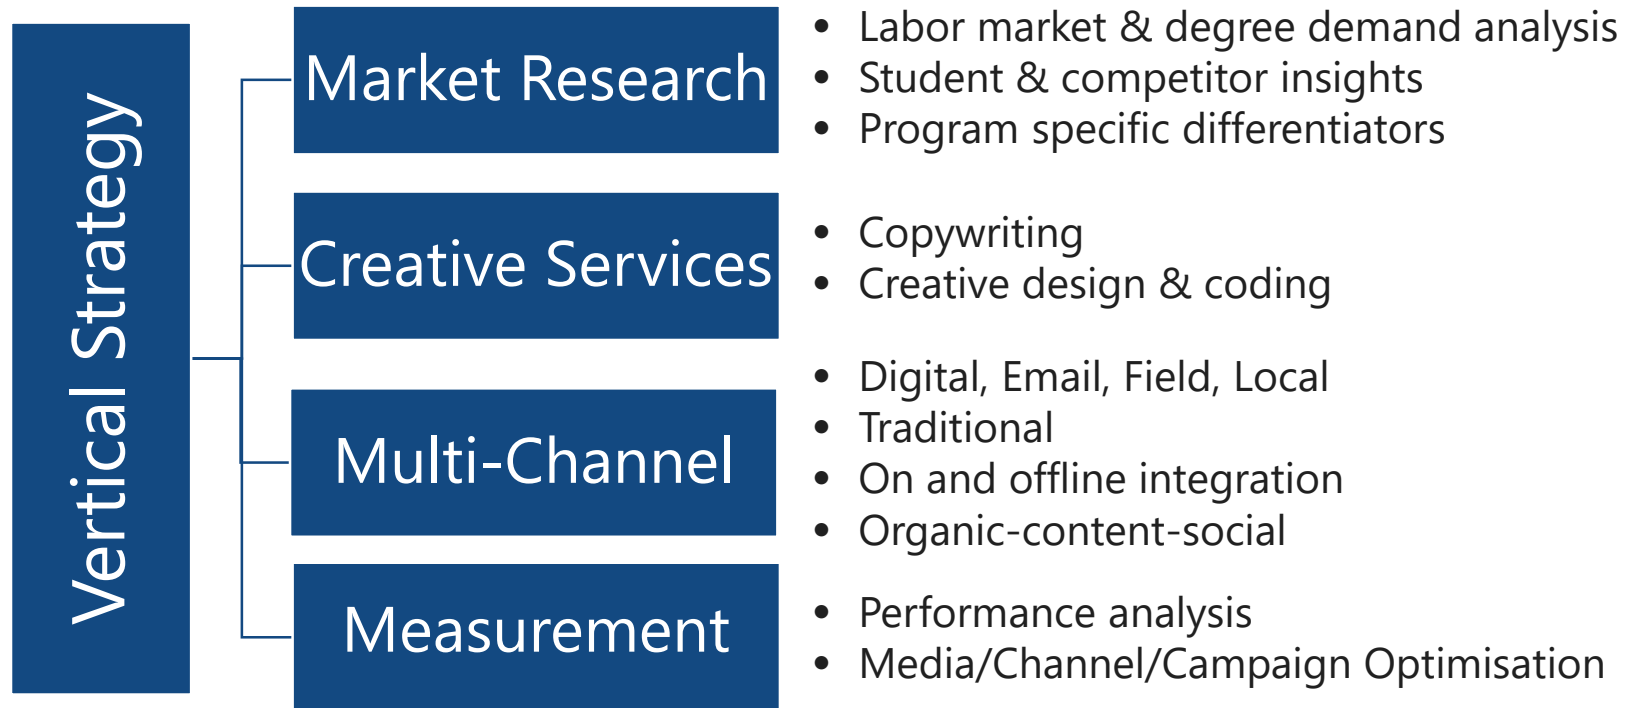 Vertical Strategy
Market Research
• Labor market & degree demand analysis
• Student & competitor insights
• Program specific differentiators
Creative Services
• Copywriting
• Creative design & coding
Multi-Channel
• Digital, Email, Field, Local
• Traditional
• On and offline integration
• Organic-content-social
Measurement
• Performance analysis
• Media/Channel/Campaign Optimisation